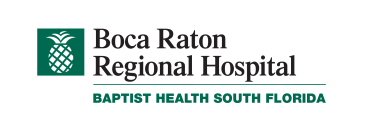 Boca Raton
Regional Hospital
BAPTIST HEALTH SOUTH FLORIDA